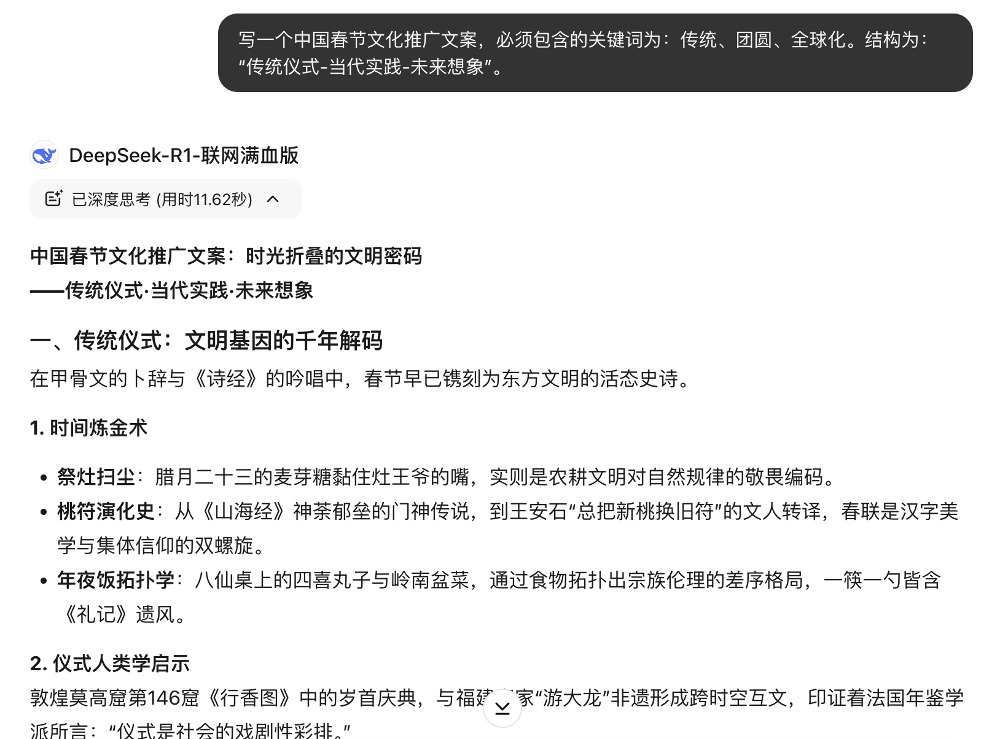 写一个中国春节文化推广文案，必须包含的关键词为：传统、团圆、全球化。结构为：
“传统仪式-当代实践-未来想象”。
DeepSeek-R1-联网满血版
已深度思考 (用时11.62秒)
中国春节文化推广文案：时光折叠的文明密码
——传统仪式·当代实践·未来想象
一、传统仪式：文明基因的千年解码
在甲骨文的卜辞与《诗经》的吟唱中，春节早已镌刻为东方文明的活态史诗。
1. 时间炼金术
• 祭灶扫尘：腊月二十三的麦芽糖黏住灶王爷的嘴，实则是农耕文明对自然规律的敬畏编码。
• 桃符演化史：从《山海经》神荼郁垒的门神传说，到王安石“总把新桃换旧符”的文人转译，春联是汉字美
学与集体信仰的双螺旋。
• 年夜饭拓扑学：八仙桌上的四喜丸子与岭南盆菜，通过食物拓扑出宗族伦理的差序格局，一筷一勺皆含
《礼记》遗风。
2. 仪式人类学启示
敦煌莫高窟第146窟《行香图》中的岁首庆典，与福建家“游大龙”非遗形成跨时空互文，印证着法国年鉴学
派所言：“仪式是社会的戏剧性彩排。”